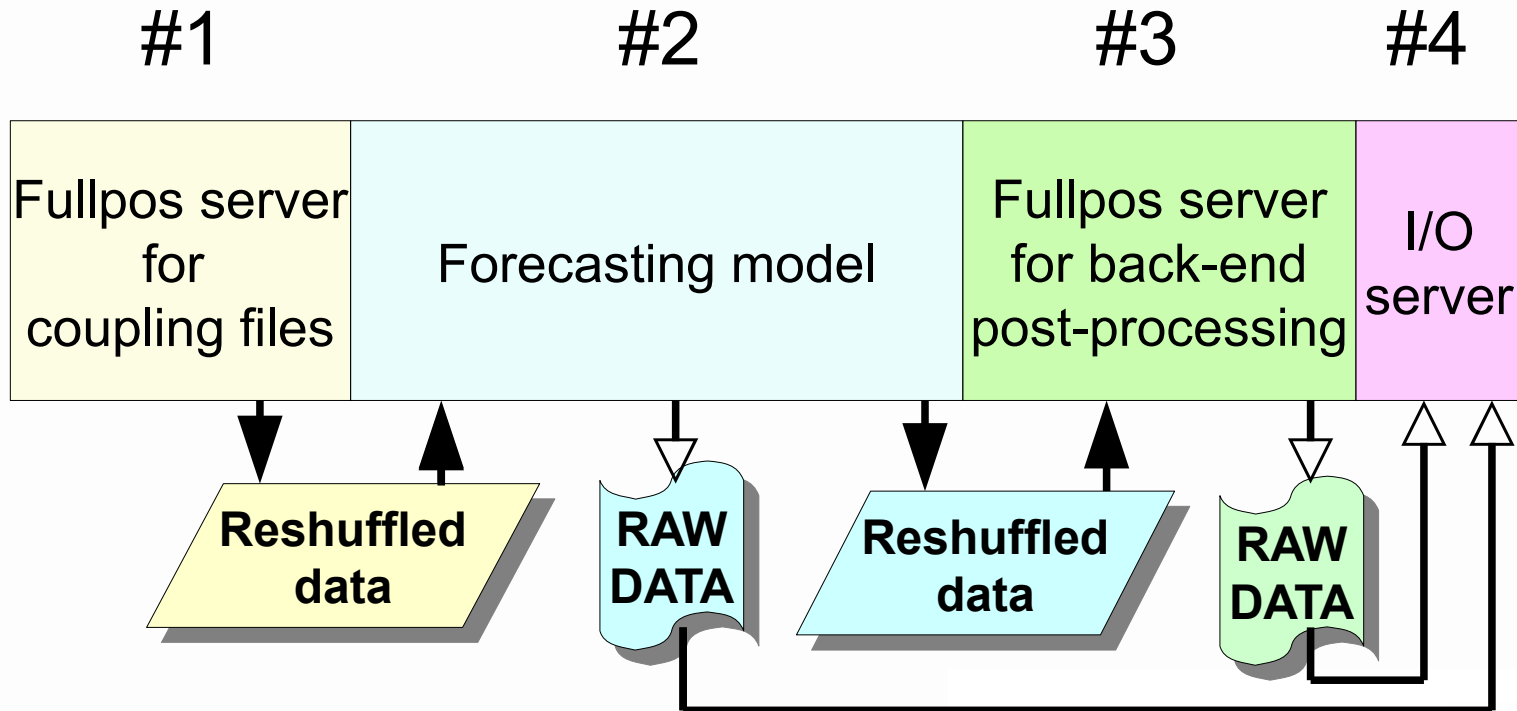 #1
#2
#3
#4
Fullpos server
for
coupling files
Forecasting model
Fullpos server
for back-end
post-processing
I/O
server
Reshuffled
data
RAW
DATA
Reshuffled
data
RAW
DATA